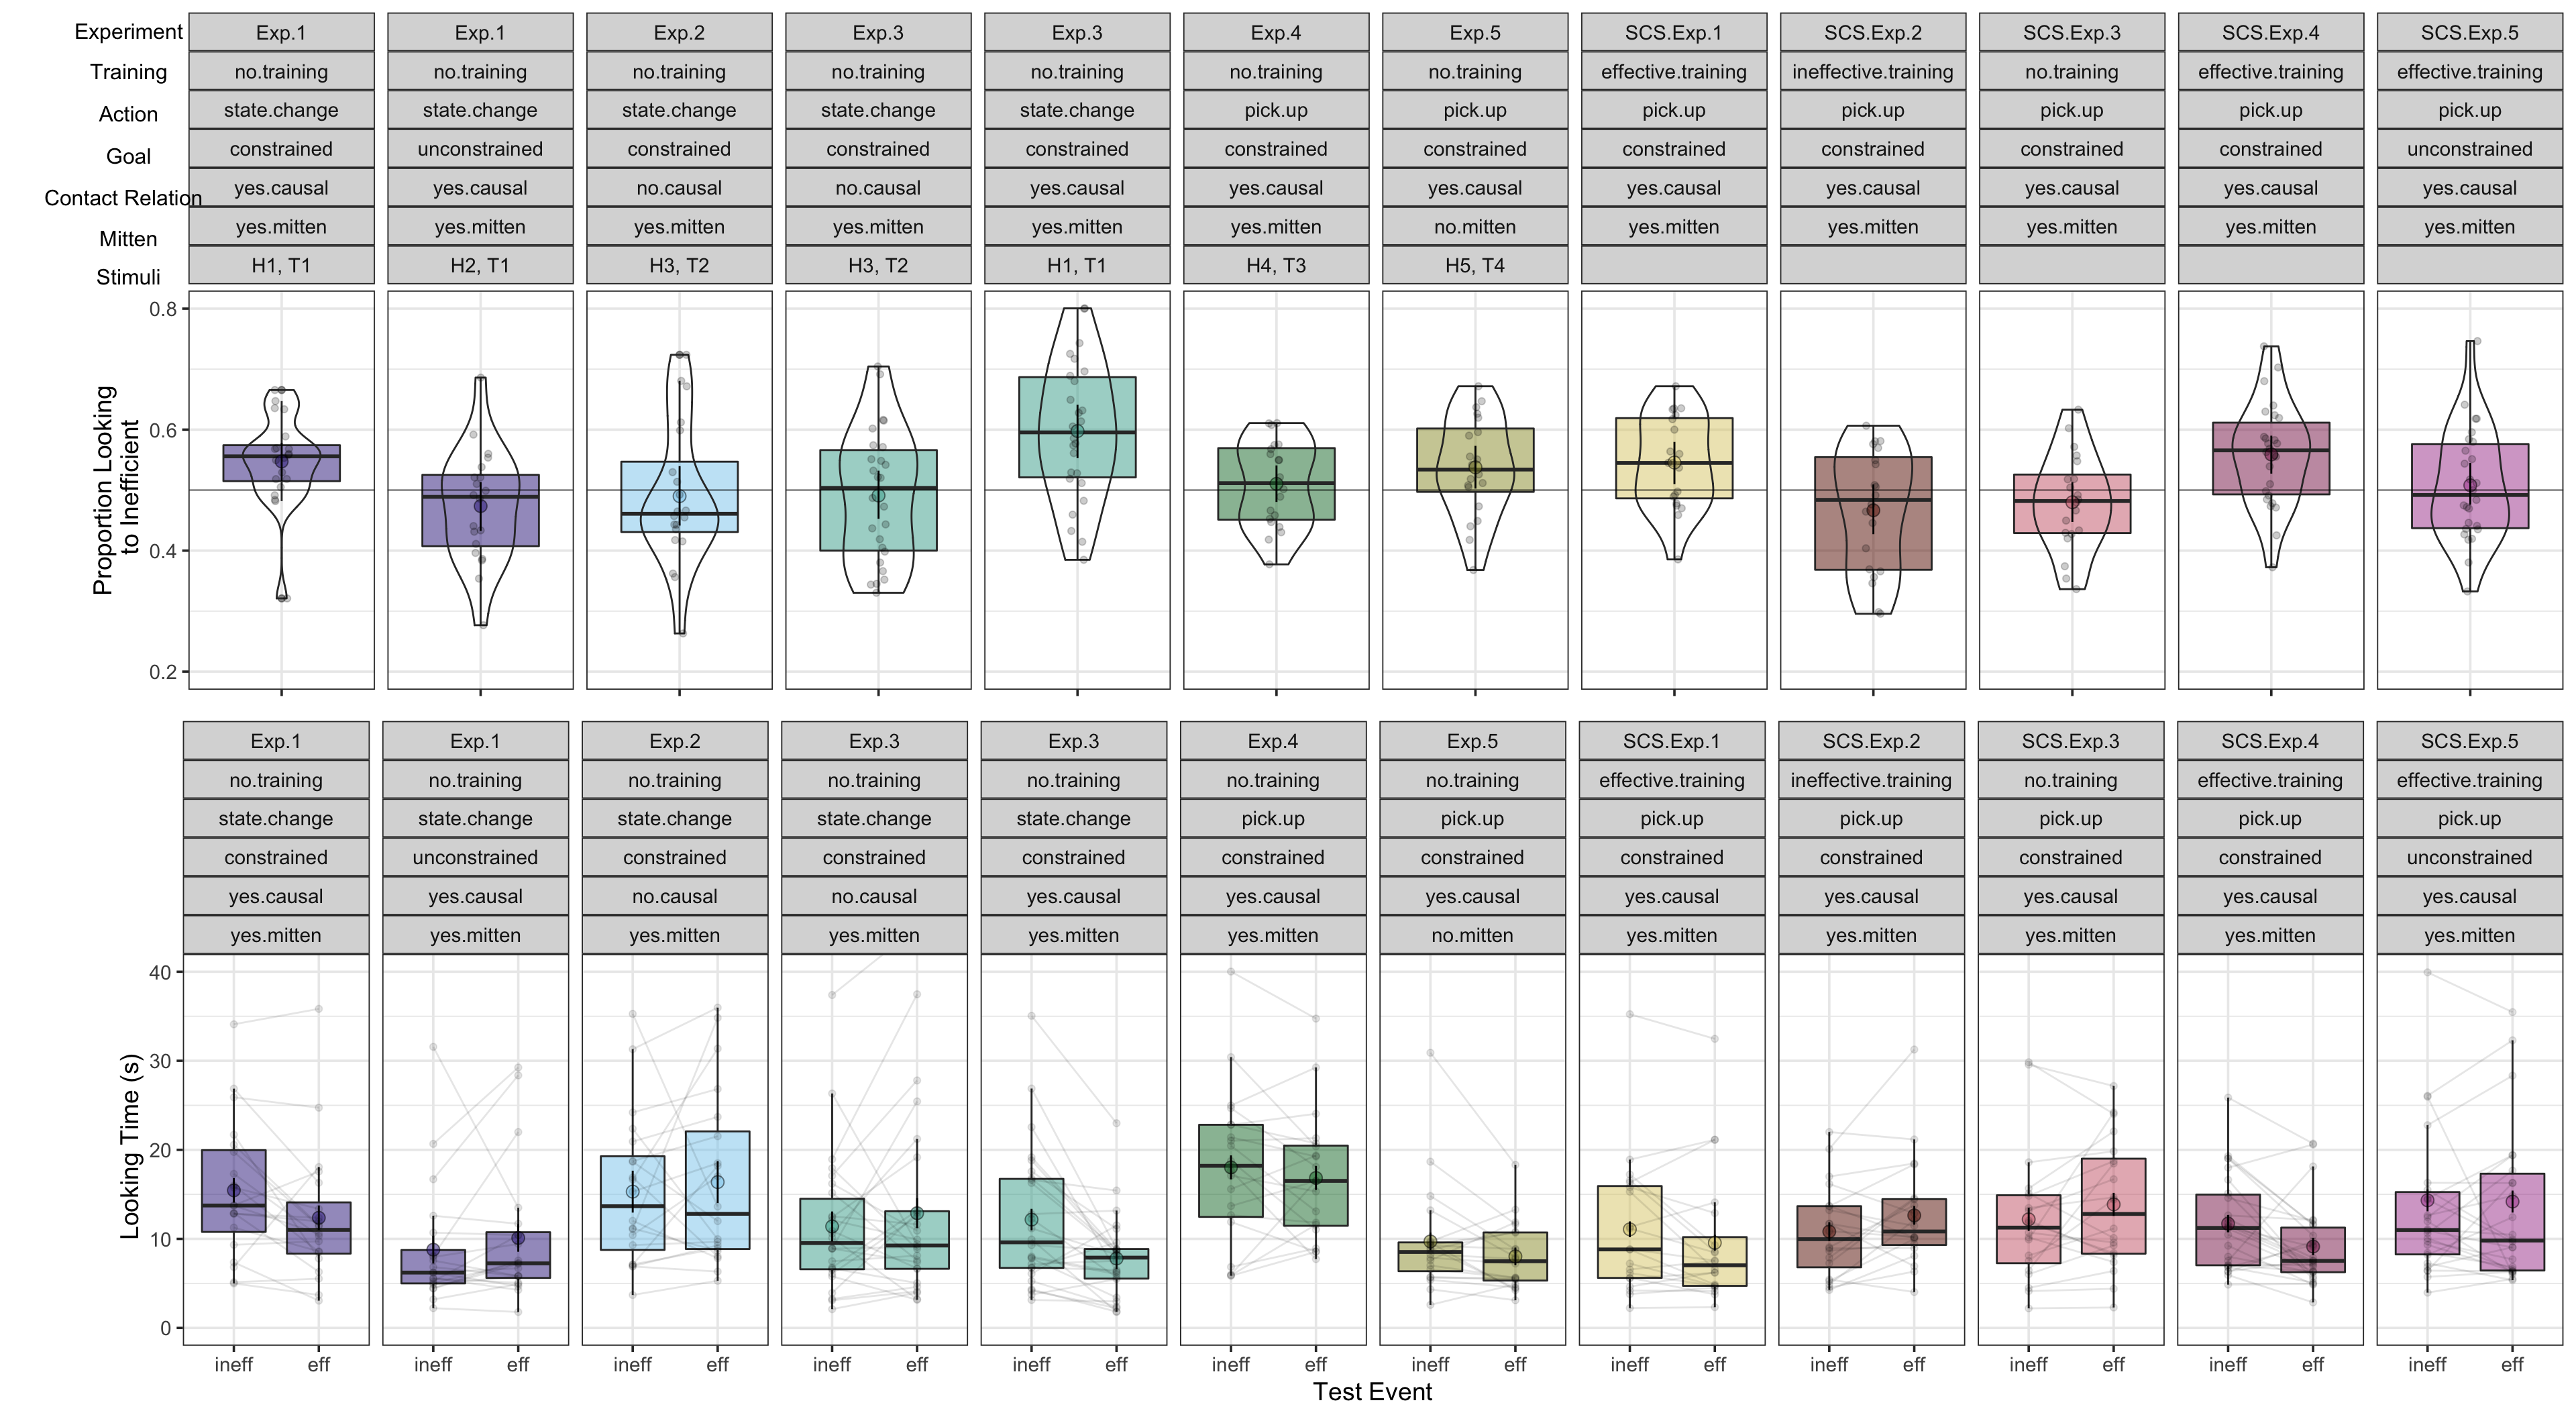 Experiment Exp.1 Exp.1 Exp.2 Exp.3 Exp.3 Exp.4 Exp.5 SCS.Exp.1 SCS.Exp.2 SCS.Exp.3 SCS.Exp.4 SCS.Exp.5
Training no.training no.training no.training no.training no.training no.training no.training effective.training ineffective.training no.training effective.training effective.training
Action state.change state.change state.change state.change state.change pick.up pick.up pick.up pick.up pick.up pick.up pick.up
Goal constrained unconstrained constrained constrained constrained constrained constrained constrained constrained constrained constrained unconstrained
Contact Relation yes.causal yes.causal no.causal no.causal yes.causal yes.causal yes.causal yes.causal yes.causal yes.causal yes.causal yes.causal
Mitten yes.mitten yes.mitten yes.mitten yes.mitten yes.mitten yes.mitten no.mitten yes.mitten yes.mitten yes.mitten yes.mitten yes.mitten
Stimuli H1, T1 H2, T1 H3, T2 H3, T2 H1, T1 H4, T3 H5, T4
Proportion Looking
to Inefficient
0.8
0.6
0.4
0.2
Exp.1 Exp.1 Exp.2 Exp.3 Exp.3 Exp.4 Exp.5 SCS.Exp.1 SCS.Exp.2 SCS.Exp.3 SCS.Exp.4 SCS.Exp.5
no.training no.training no.training no.training no.training no.training no.training effective.training ineffective.training no.training effective.training effective.training
state.change state.change state.change state.change state.change pick.up pick.up pick.up pick.up pick.up pick.up pick.up
constrained unconstrained constrained constrained constrained constrained constrained constrained constrained constrained constrained unconstrained
yes.causal yes.causal no.causal no.causal yes.causal yes.causal yes.causal yes.causal yes.causal yes.causal yes.causal yes.causal
yes.mitten yes.mitten yes.mitten yes.mitten yes.mitten yes.mitten no.mitten yes.mitten yes.mitten yes.mitten yes.mitten yes.mitten
Looking Time (s)
40
30
20
10
0
ineff eff ineff eff ineff eff ineff eff ineff eff ineff eff ineff eff ineff eff ineff eff ineff eff ineff eff ineff eff
Test Event